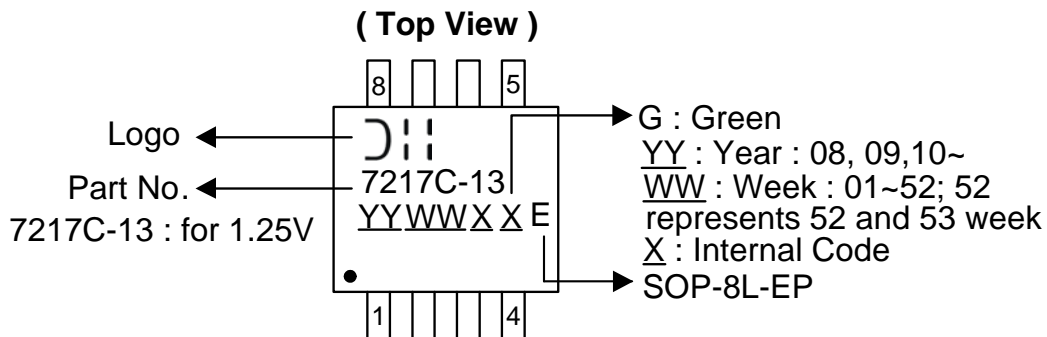 ( Top View )
8 5
Logo
7217C-13
Part No.
7217C-13 : for 1.25V
YYWWX X E
G : Green
YY : Year : 08, 09,10~
WW : Week : 01~52; 52
represents 52 and 53 week
X : Internal Code
SOP-8L-EP
1 4